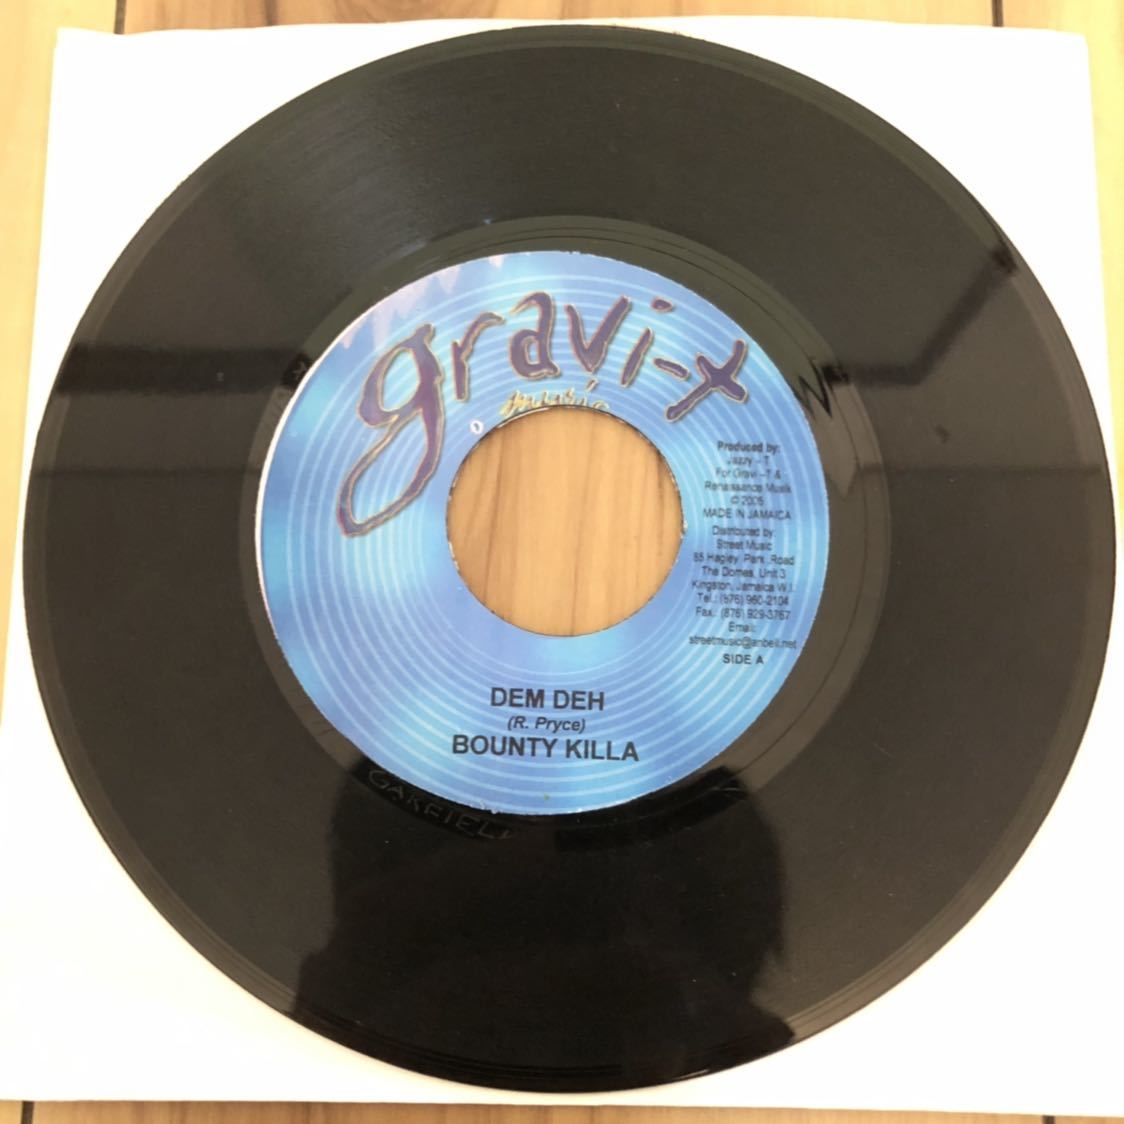 gravi-x
music
Produced by:
Jazzy - T
For Gravi -T &
Renaissance Musik
© 2005
MADE IN JAMAICA
Distributed by:
Street Music
85 Hagley Park Road
The Domes, Unit 3
Kingston, Jamaica W.I.
Tel.: (876) 960-2104
Fax.: (876) 929-3767
Email:
streetmusic@anbell.net
SIDE A
DEM DEH
(R. Pryce)
BOUNTY KILLA